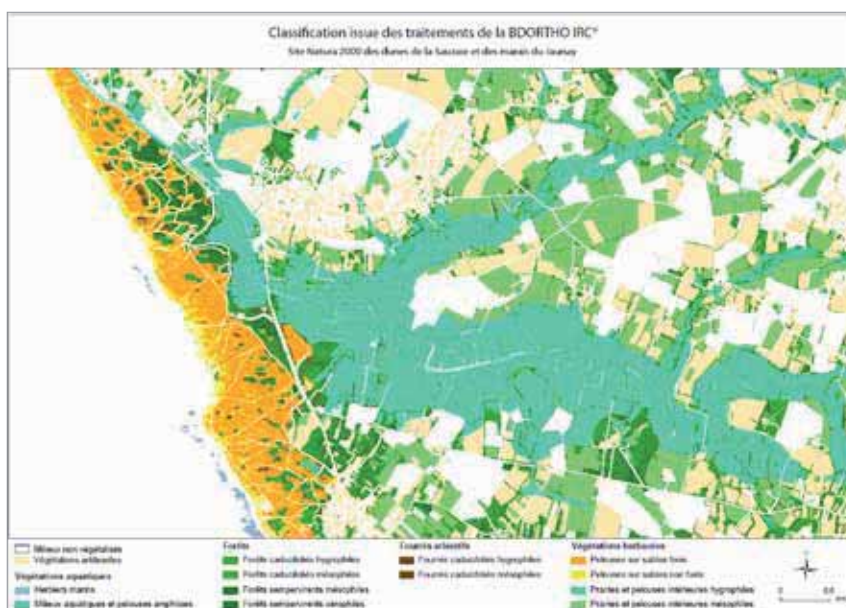 Classification issue des traitements de la BDORTHO IRC®
Site Natura 2000 des dunes de la Sauzaie et des marais du Jaunay
Milieux non végétalisés
Végétations artificielles
Végétations aquatiques
Herbiers marins
Milieux aquatiques et pelouses amphibies
Forêts
Forêts caducifoliées hygrophiles
Forêts caducifoliées mésophiles
Forêts sempervirentes mésophiles
Forêts sempervirentes xérophiles
Fourrés arbustifs
Fourrés caducifoliés hygrophiles
Fourrés caducifoliés mésophiles
Végétations herbacées
Pelouses sur sables fixés
Pelouses sur sables non fixés
Prairies et pelouses intérieures hygrophiles
Prairies et pelouses intérieures mésophiles
0